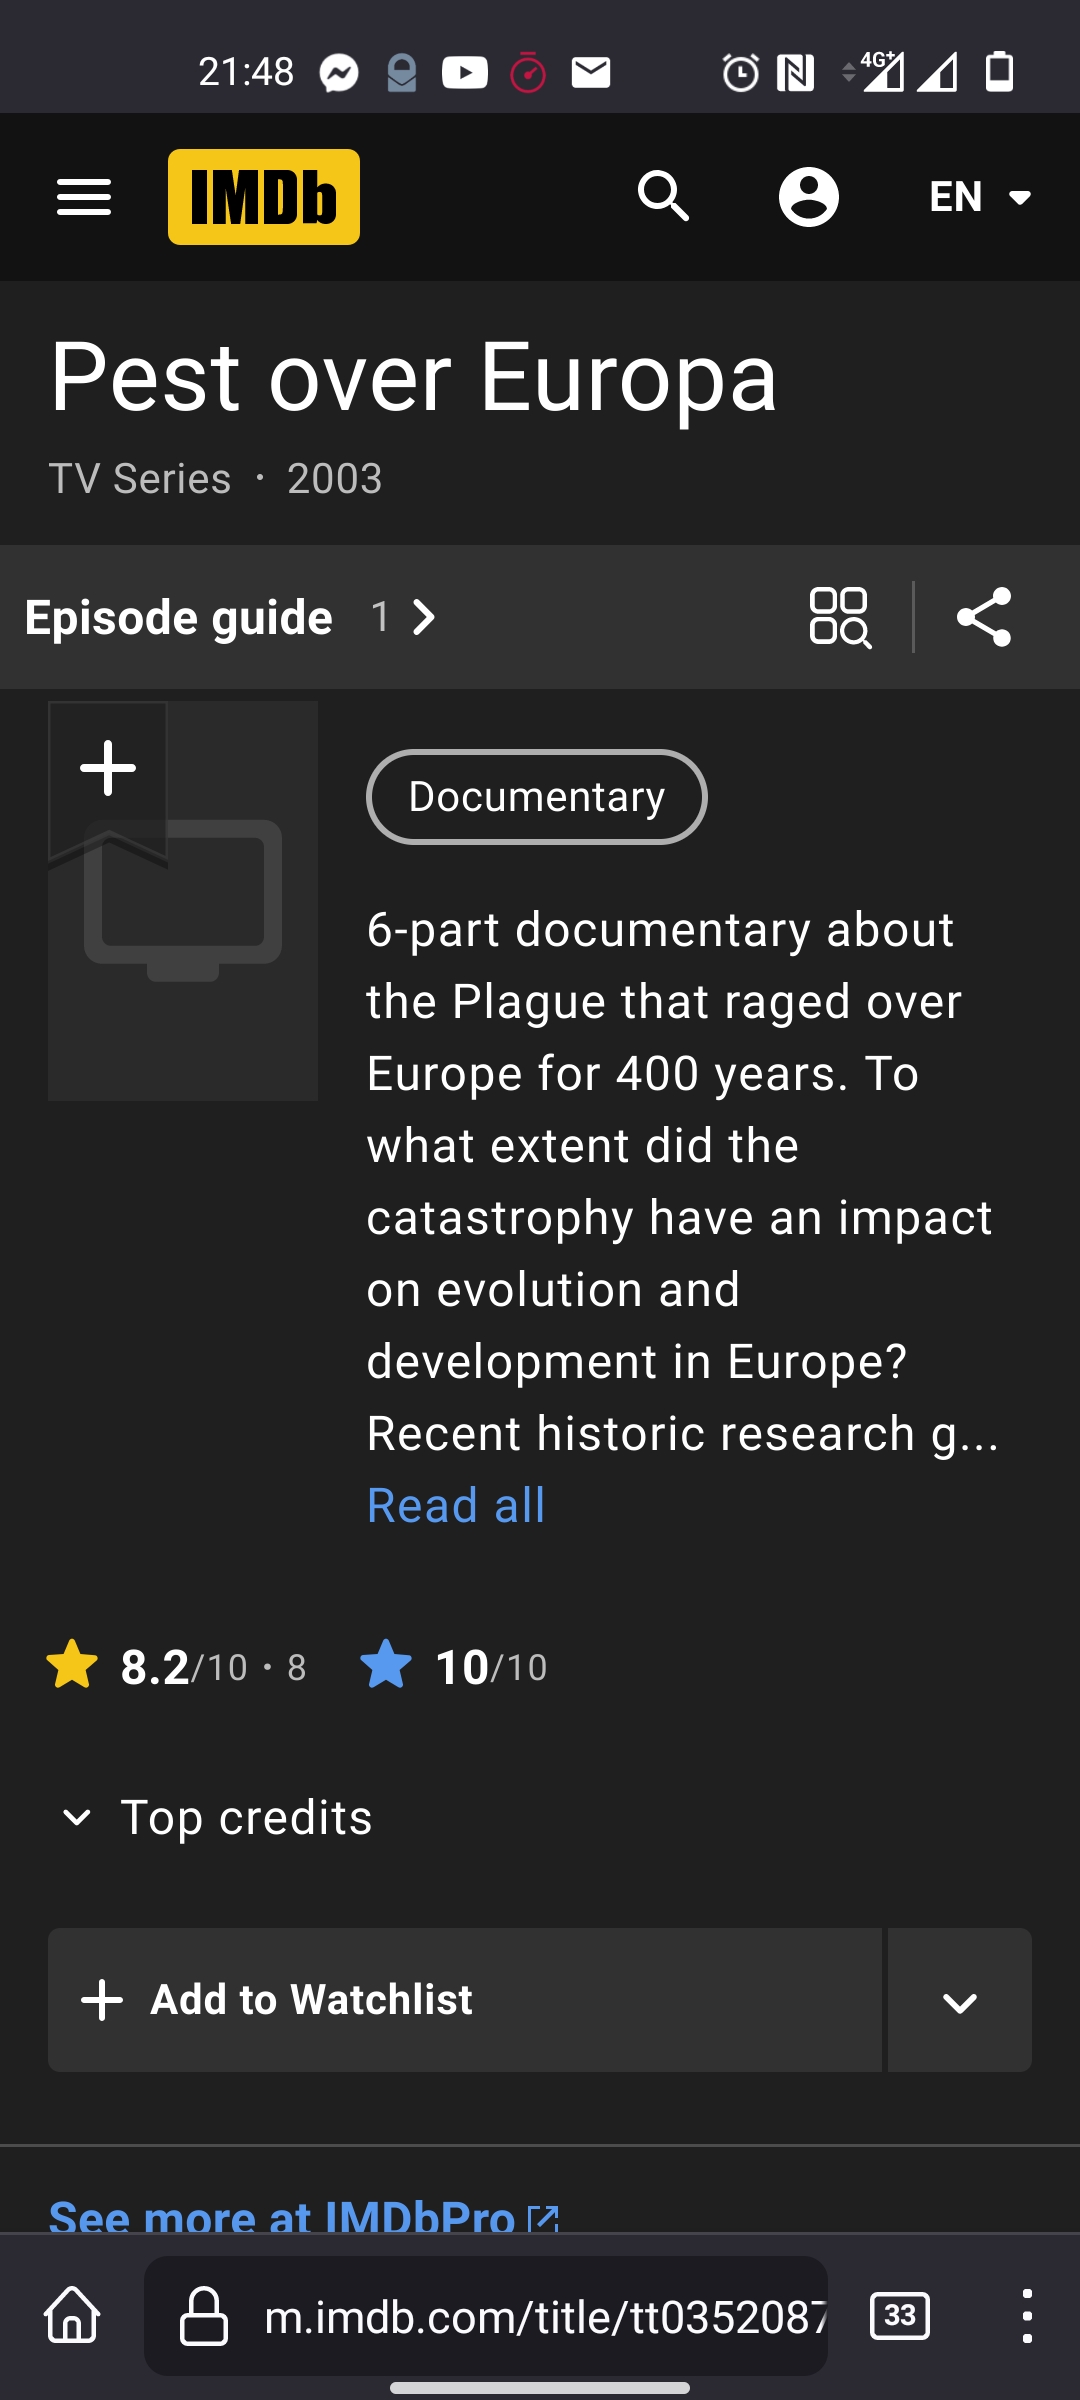 21:48
4G+
IMDb
EN
Pest over Europa
TV Series · 2003
Episode guide 1
Documentary
6-part documentary about
the Plague that raged over
Europe for 400 years. To
what extent did the
catastrophy have an impact
on evolution and
development in Europe?
Recent historic research g...
Read all
8.2/10 · 8 10/10
Top credits
Add to Watchlist
See more at IMDbPro
m.imdb.com/title/tt0352087
33